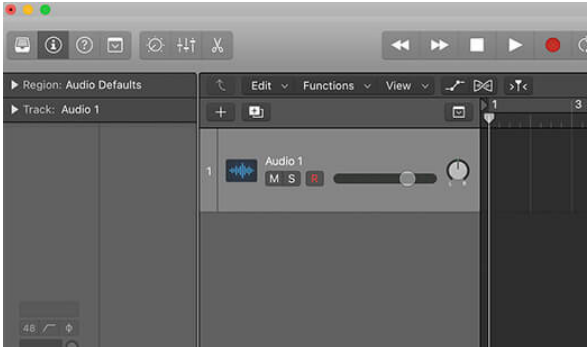 Region: Audio Defaults
Edit Functions View
Track: Audio 1
1 3
1
Audio 1
M S R
L R
48